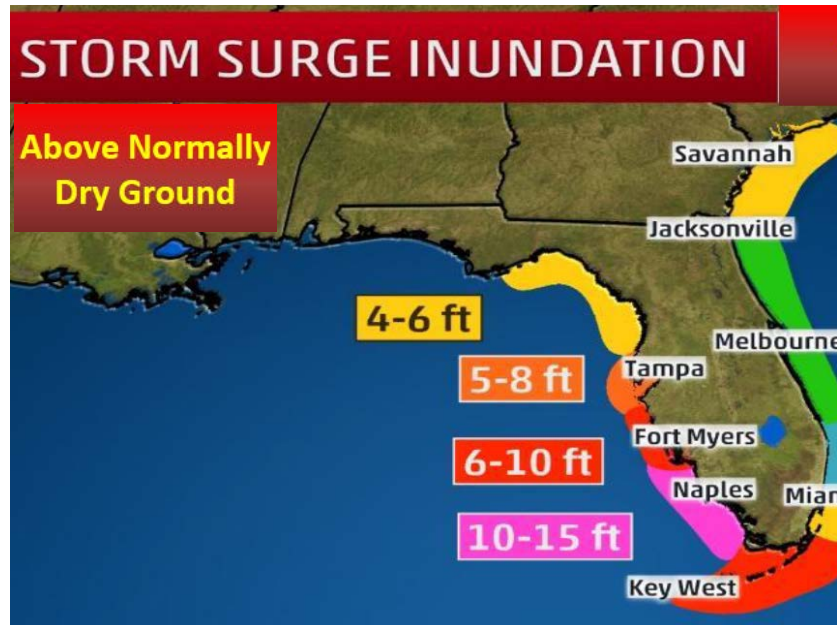 STORM SURGE INUNDATION
Above Normally
Dry Ground
Savannah
Jacksonville
4-6 ft
Melbourne
Tampa
5-8 ft
Fort Myers
6-10 ft
Naples
Mian
10-15 ft
Key West